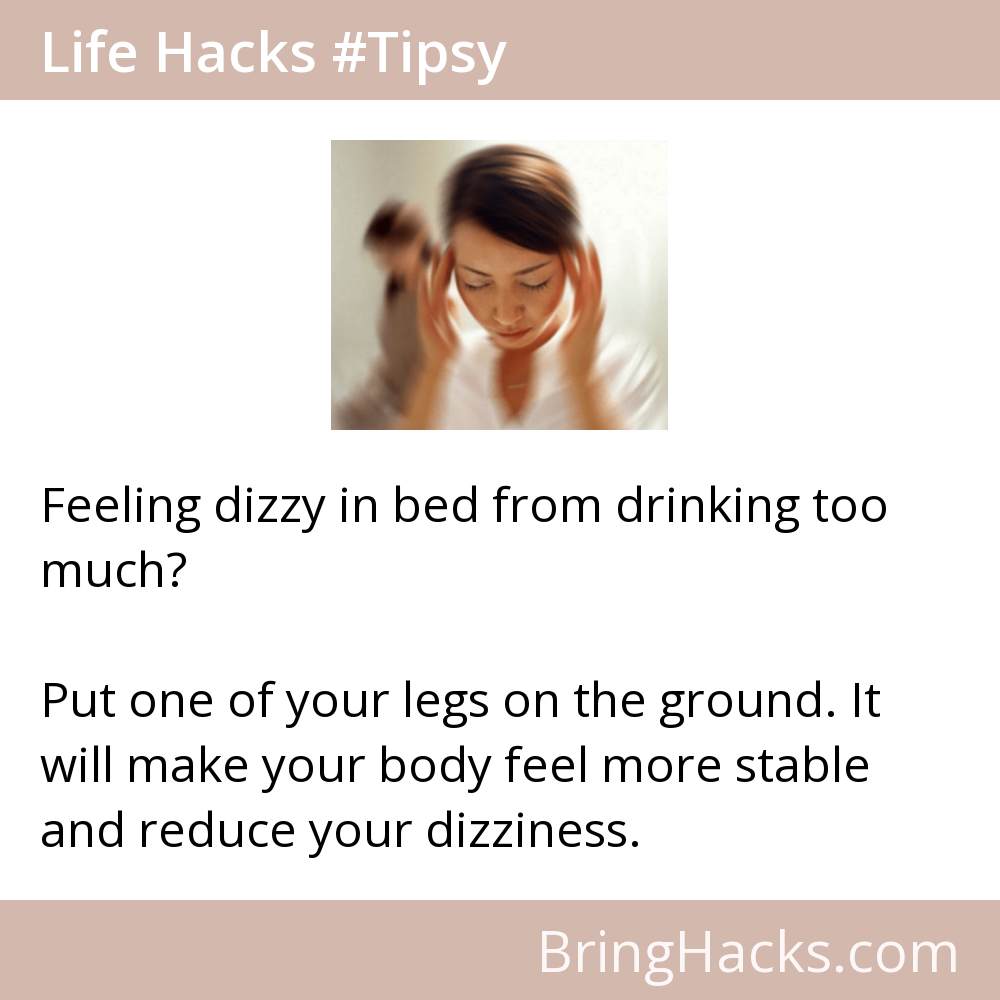 Life Hacks #Tipsy
Feeling dizzy in bed from drinking too
much?
Put one of your legs on the ground. It
will make your body feel more stable
and reduce your dizziness.
BringHacks.com